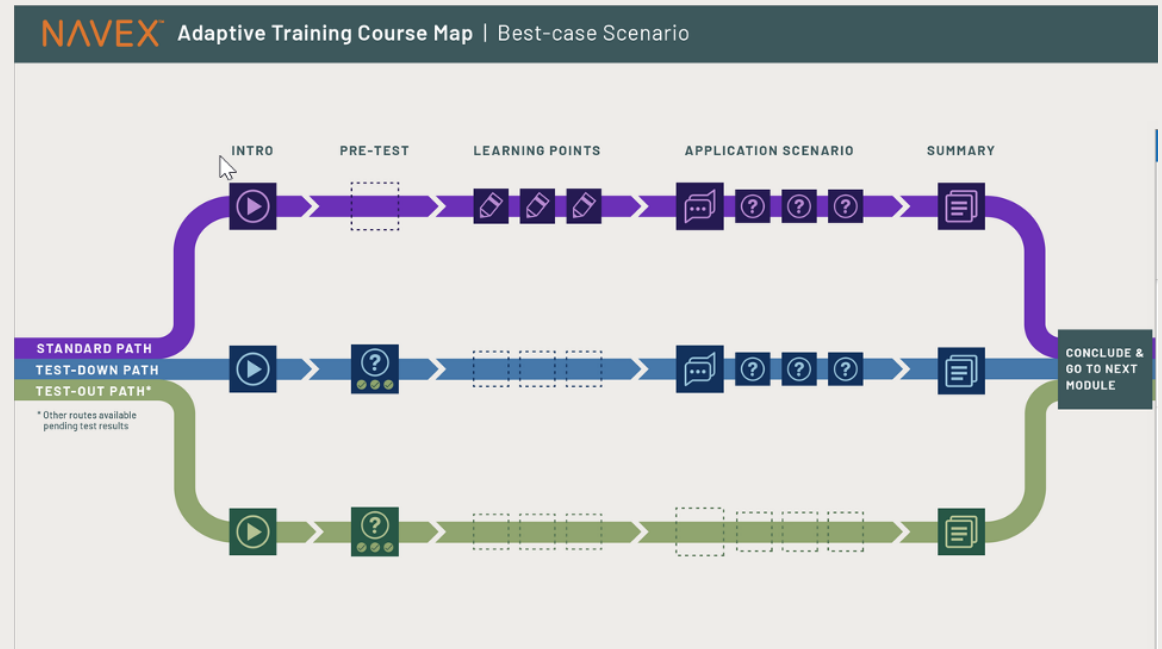 NAVEX™ Adaptive Training Course Map | Best-case Scenario
INTRO PRE-TEST LEARNING POINTS APPLICATION SCENARIO SUMMARY
STANDARD PATH
TEST-DOWN PATH
TEST-OUT PATH*
* Other routes available
pending test results
CONCLUDE &
GO TO NEXT
MODULE